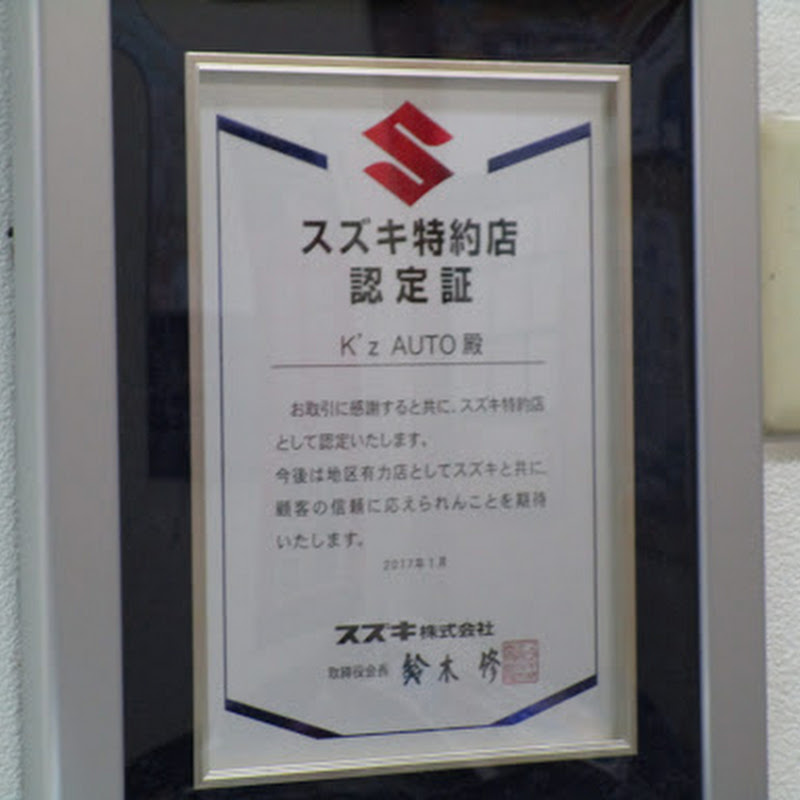 スズキ特約店
認定証
K'z AUTO 殿
お取引に感謝すると共に、スズキ特約店
として認定いたします。
今後は地区有力店としてスズキと共に、
顧客の信頼に応えられんことを期待
いたします。
2017年1月
スズキ株式会社
取締役会長 鈴木 修